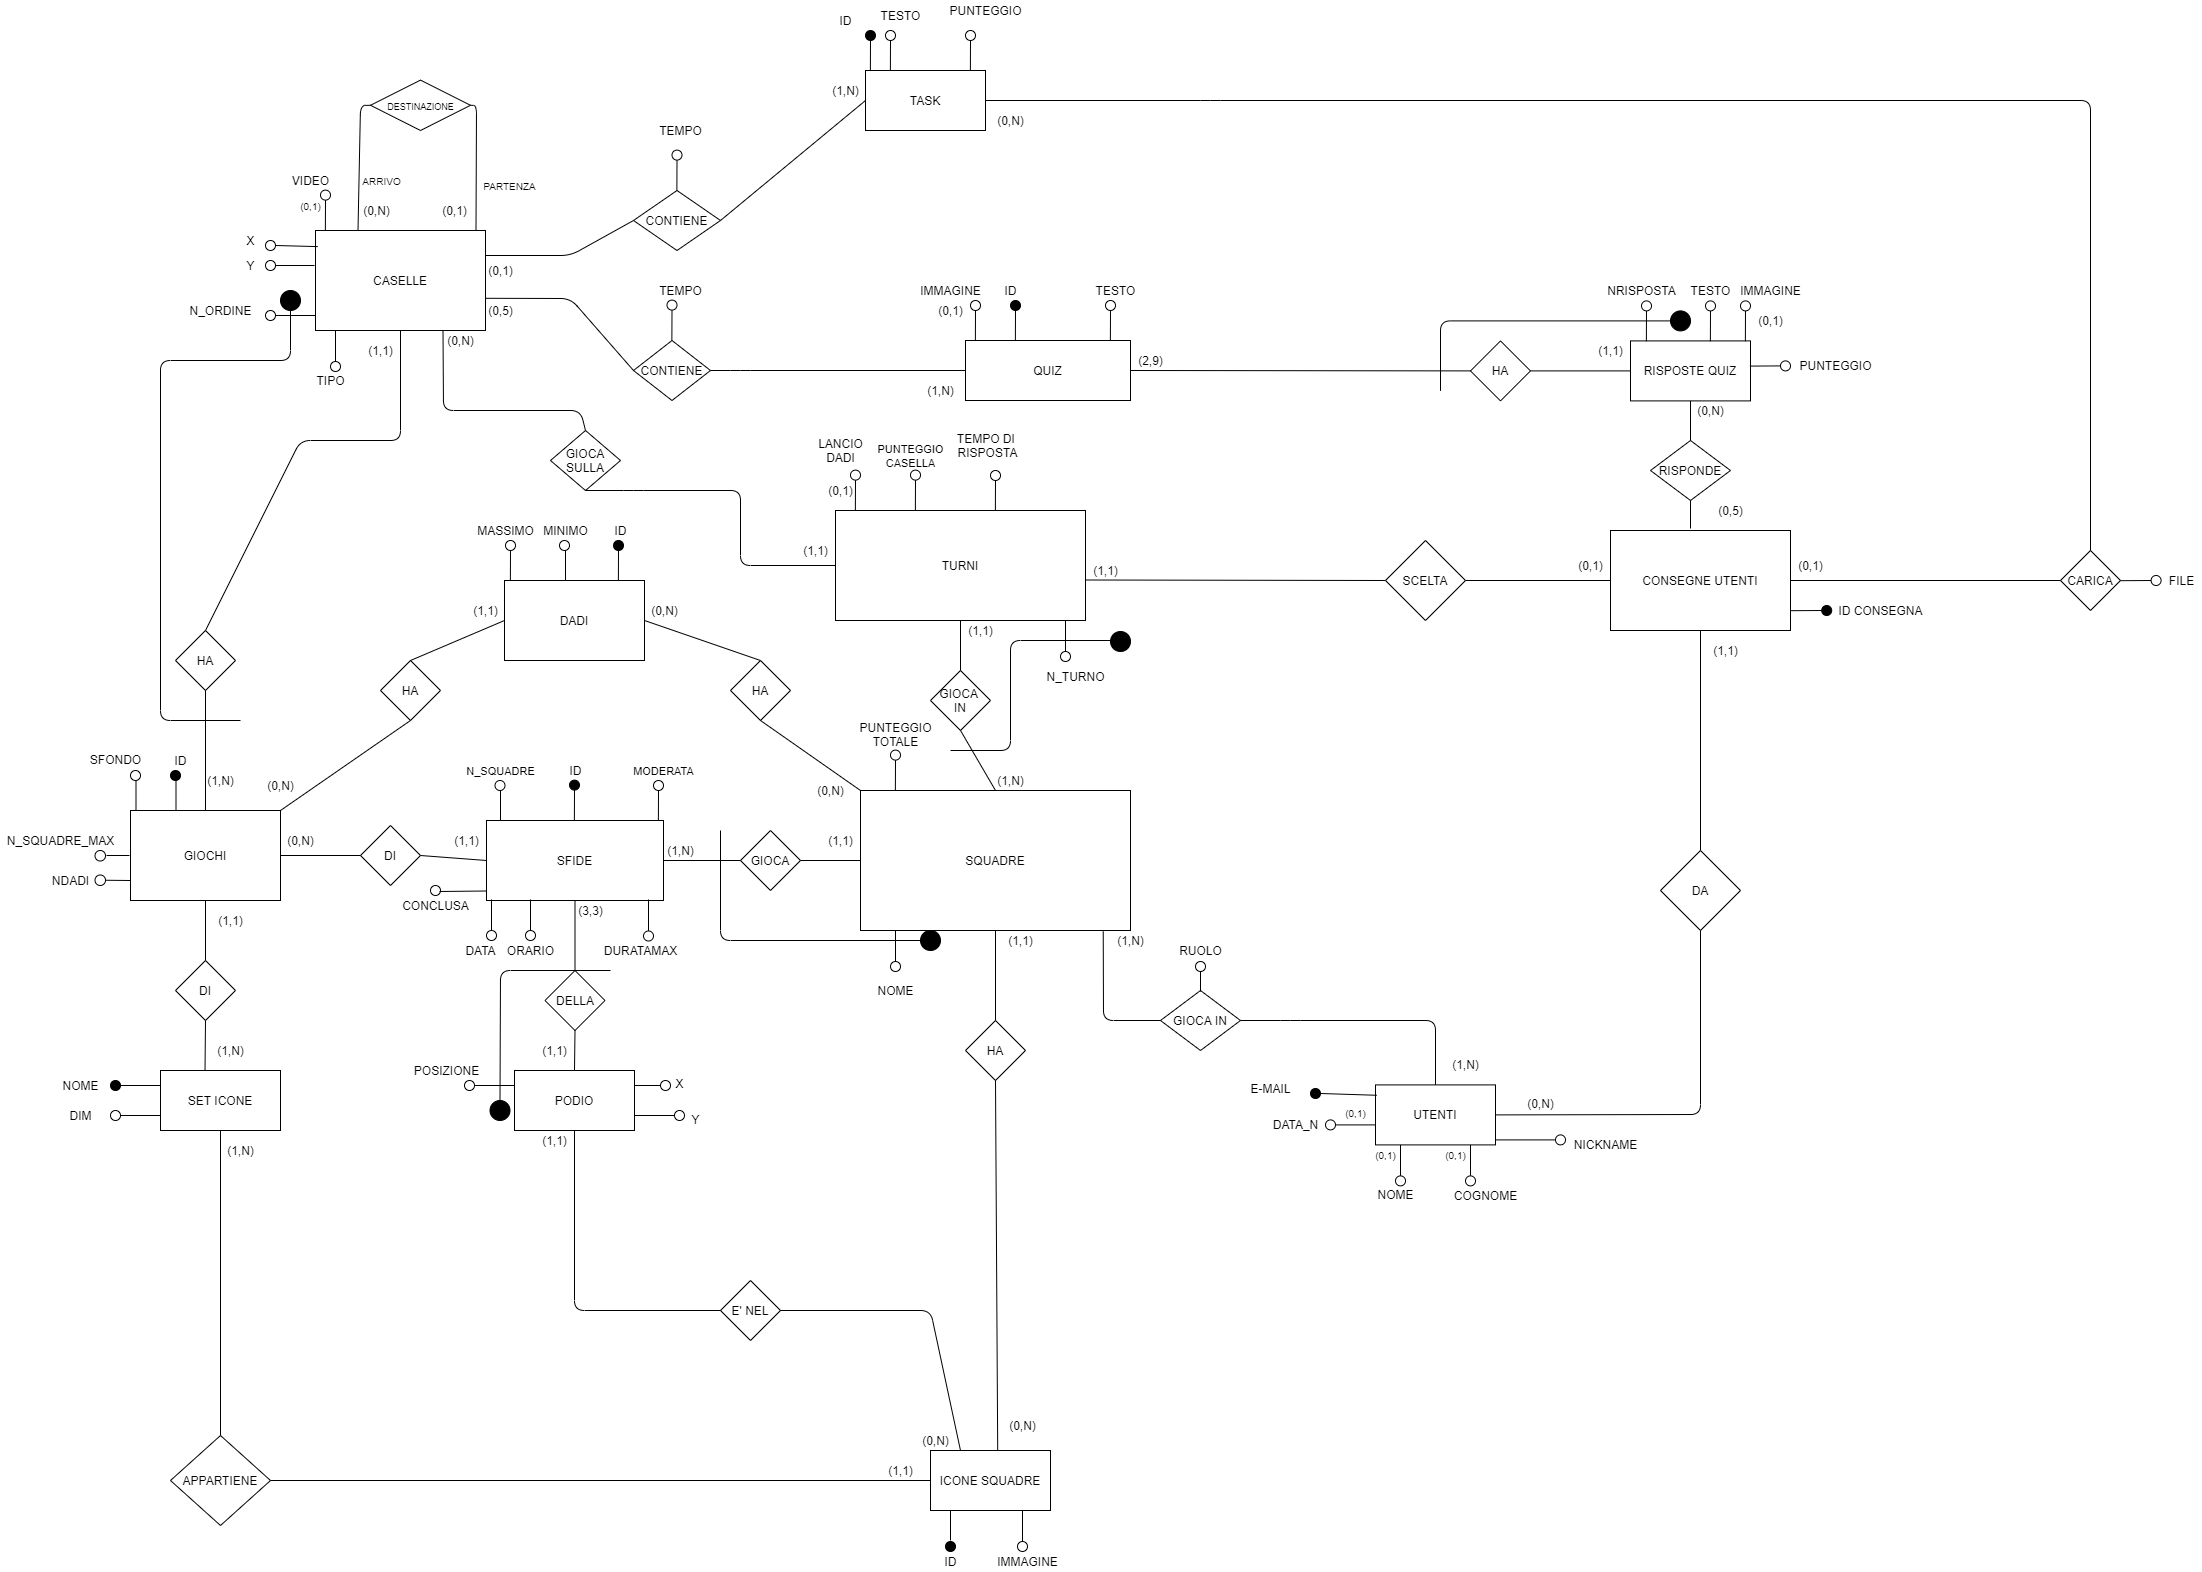 ID
TESTO
PUNTEGGIO
(1,N)
TASK
(0,N)
DESTINAZIONE
TEMPO
VIDEO
(0,1)
ARRIVO
PARTENZA
(0,N)
(0,1)
CONTIENE
X
Y
N_ORDINE
CASELLE
(0,1)
(0,5)
TEMPO
IMMAGINE
(0,1)
ID
TESTO
NRISPOSTA
TESTO
IMMAGINE
(0,1)
(1,1)
(0,N)
TIPO
CONTIENE
(1,N)
QUIZ
(2,9)
HA
(1,1)
RISPOSTE QUIZ
PUNTEGGIO
(0,N)
GIOCA
SULLA
LANCIO
DADI
(0,1)
PUNTEGGIO
CASELLA
TEMPO DI
RISPOSTA
RISPONDE
(0,5)
MASSIMO
MINIMO
ID
(1,1)
TURNI
(1,1)
SCELTA
(0,1)
CONSEGNE UTENTI
(0,1)
CARICA
FILE
ID CONSEGNA
(1,1)
DADI
(0,N)
(1,1)
(1,1)
N_TURNO
HA
HA
HA
GIOCA
IN
PUNTEGGIO
TOTALE
SFONDO
ID
(1,N)
(0,N)
N_SQUADRE
ID
MODERATA
(0,N)
(1,N)
N_SQUADRE_MAX
NDADI
GIOCHI
(0,N)
DI
(1,1)
SFIDE
(1,N)
GIOCA
(1,1)
SQUADRE
DA
CONCLUSA
(3,3)
(1,1)
DATA
ORARIO
DURATAMAX
(1,1)
(1,N)
NOME
RUOLO
DI
DELLA
GIOCA IN
(1,N)
(1,1)
HA
(1,N)
NOME
DIM
SET ICONE
POSIZIONE
PODIO
X
Y
E-MAIL
DATA_N
(0,1)
UTENTI
(0,N)
NICKNAME
(1,N)
(1,1)
(0,1)
(0,1)
NOME
COGNOME
E' NEL
(0,N)
(0,N)
APPARTIENE
(1,1)
ICONE SQUADRE
ID
IMMAGINE